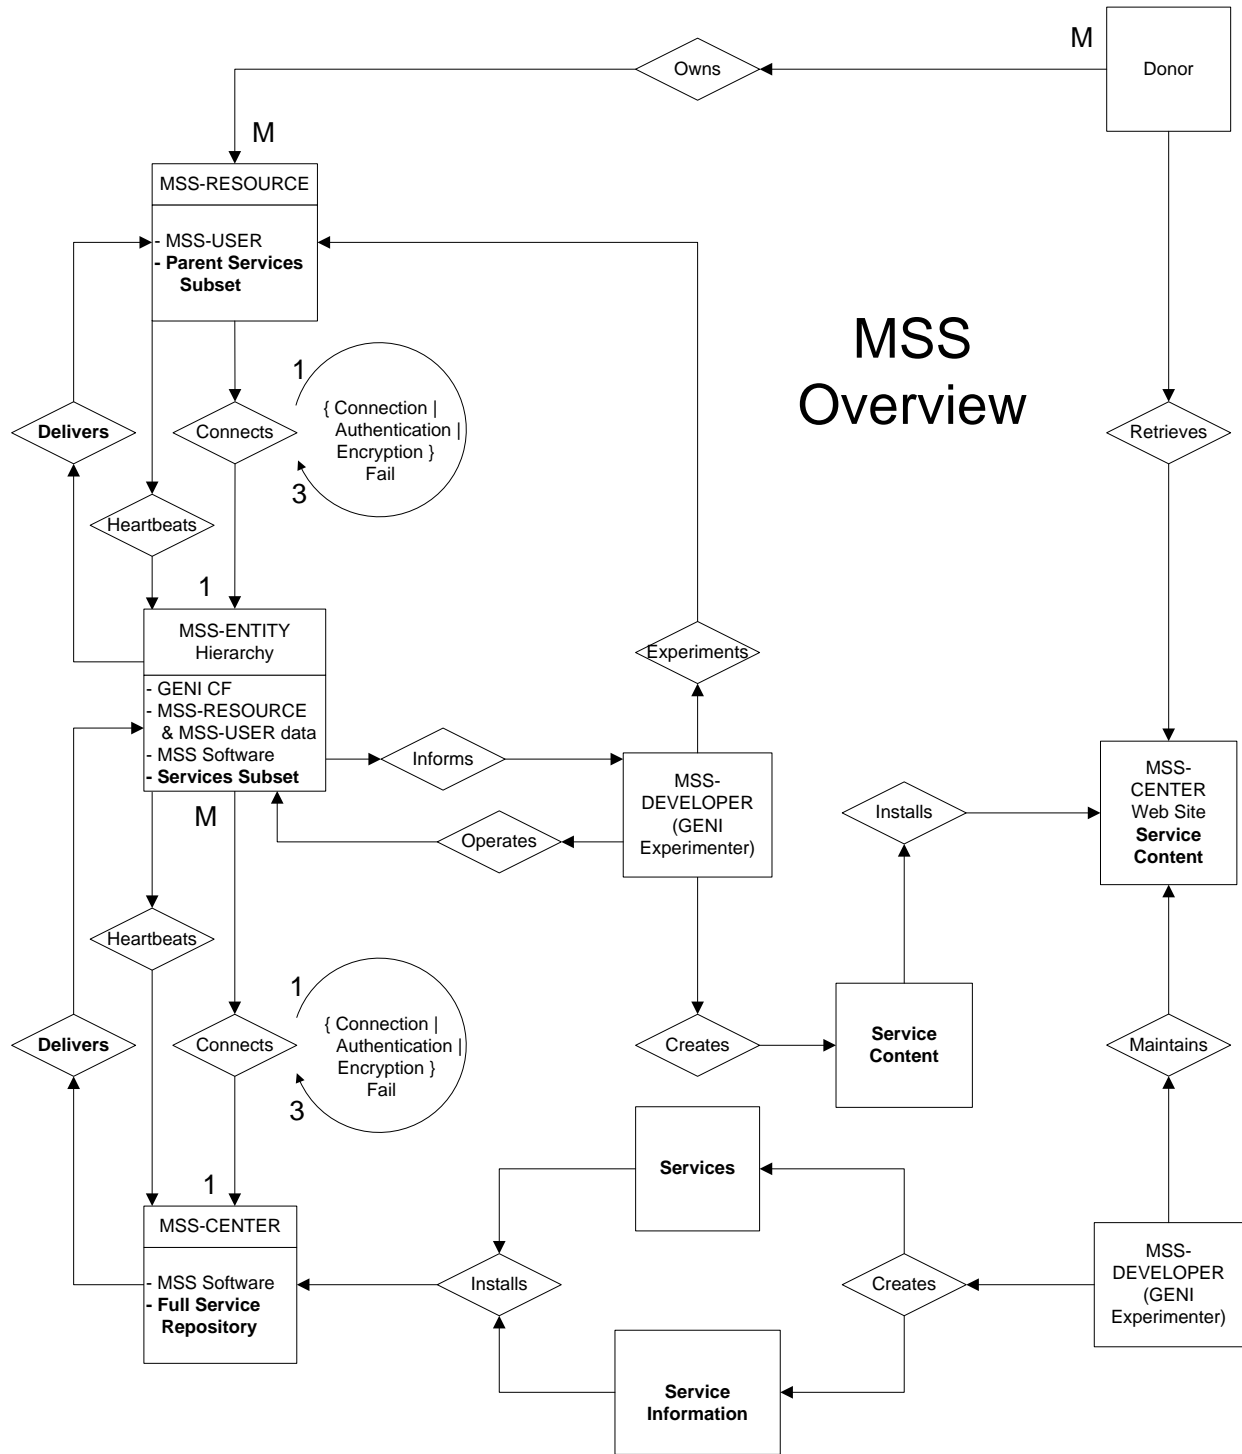 M
Owns
Donor
M
MSS-RESOURCE
- MSS-USER
- Parent Services
Subset
MSS
Overview
1
{ Connection |
Authentication |
Encryption }
Fail
3
Delivers
Connects
Retrieves
Heartbeats
1
MSS-ENTITY
Hierarchy
- GENI CF
- MSS-RESOURCE
& MSS-USER data
- MSS Software
- Services Subset
M
Experiments
Informs
Operates
MSS-
DEVELOPER
(GENI
Experimenter)
Installs
MSS-
CENTER
Web Site
Service
Content
Heartbeats
1
{ Connection |
Authentication |
Encryption }
Fail
3
Delivers
Connects
Creates
Service
Content
Maintains
Services
1
MSS-CENTER
- MSS Software
- Full Service
Repository
Installs
Creates
MSS-
DEVELOPER
(GENI
Experimenter)
Service
Information